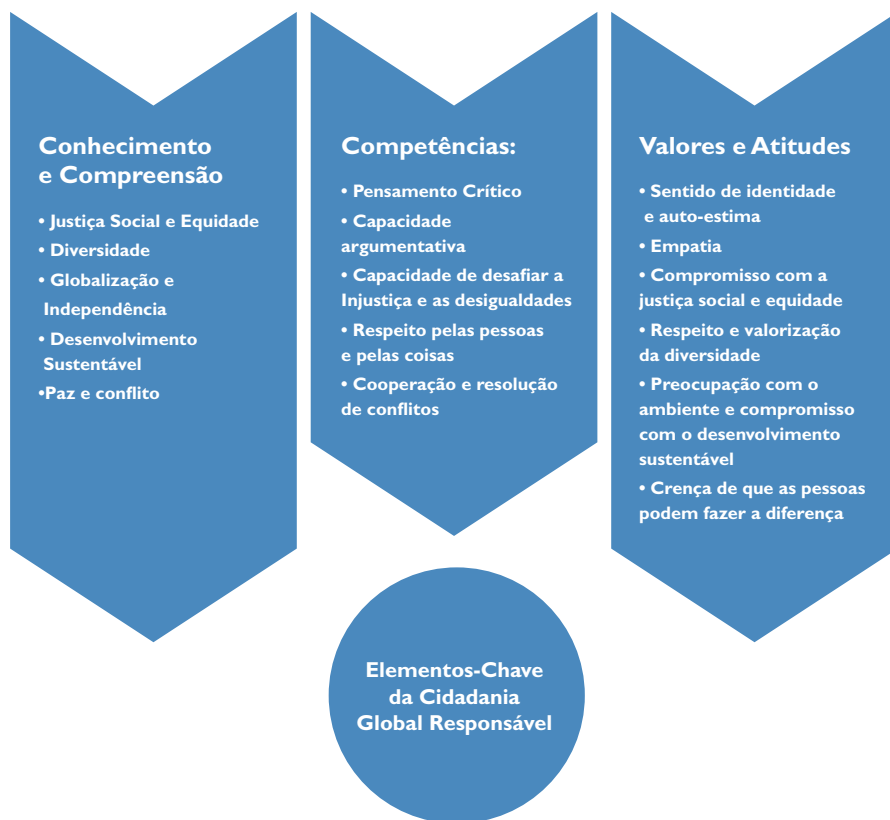 Conhecimento
e Compreensão
• Justiça Social e Equidade
• Diversidade
• Globalização e
Independência
• Desenvolvimento
Sustentável
•Paz e conflito
Competências:
• Pensamento Crítico
• Capacidade
argumentativa
• Capacidade de desafiar a
Injustiça e as desigualdades
• Respeito pelas pessoas
e pelas coisas
• Cooperação e resolução
de conflitos
Valores e Atitudes
• Sentido de identidade
e auto-estima
• Empatia
• Compromisso com a
justiça social e equidade
• Respeito e valorização
da diversidade
• Preocupação com o
ambiente e compromisso
com o desenvolvimento
sustentável
• Crença de que as pessoas
podem fazer a diferença
Elementos-Chave
da Cidadania
Global Responsável